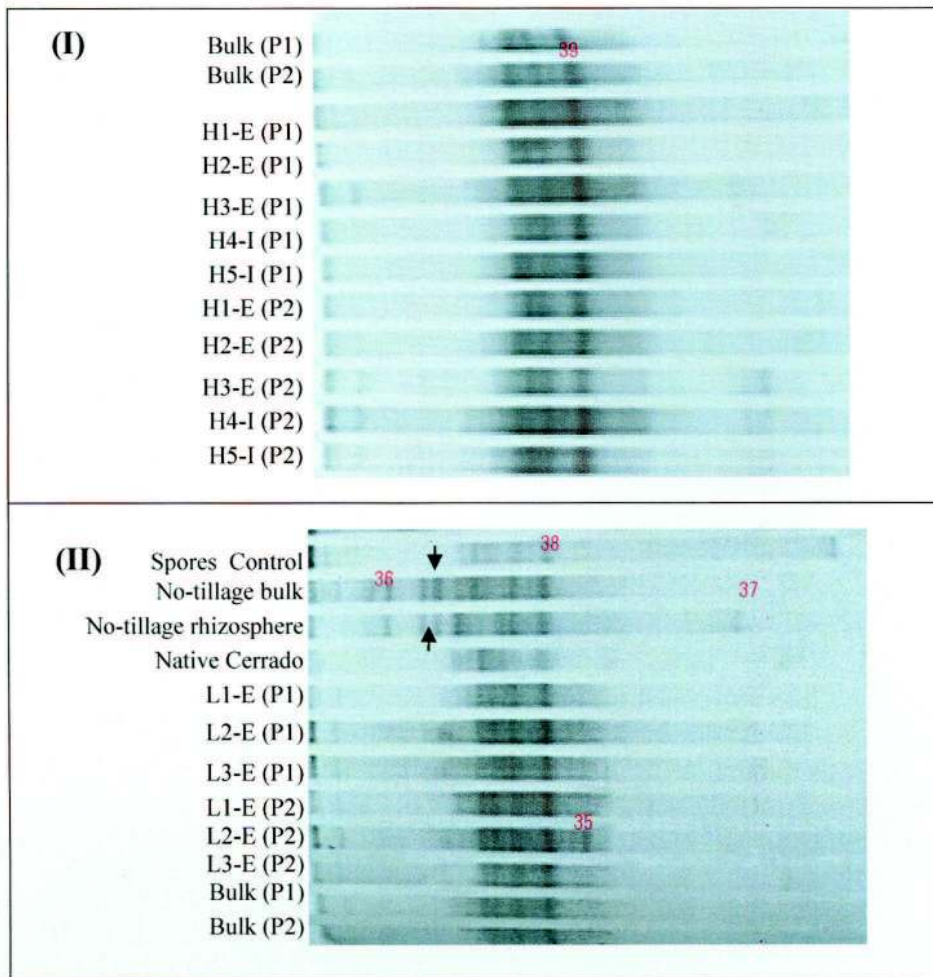 (I)
Bulk (P1)
39
Bulk (P2)
H1-E (P1)
H2-E (P1)
H3-E (P1)
H4-I (P1)
H5-I (P1)
H1-E (P2)
H2-E (P2)
H3-E (P2)
H4-I (P2)
H5-I (P2)
(II)
Spores Control
38
No-tillage bulk
36
37
No-tillage rhizosphere
Native Cerrado
L1-E (P1)
L2-E (P1)
L3-E (P1)
L1-E (P2)
35
L2-E (P2)
L3-E (P2)
Bulk (P1)
Bulk (P2)